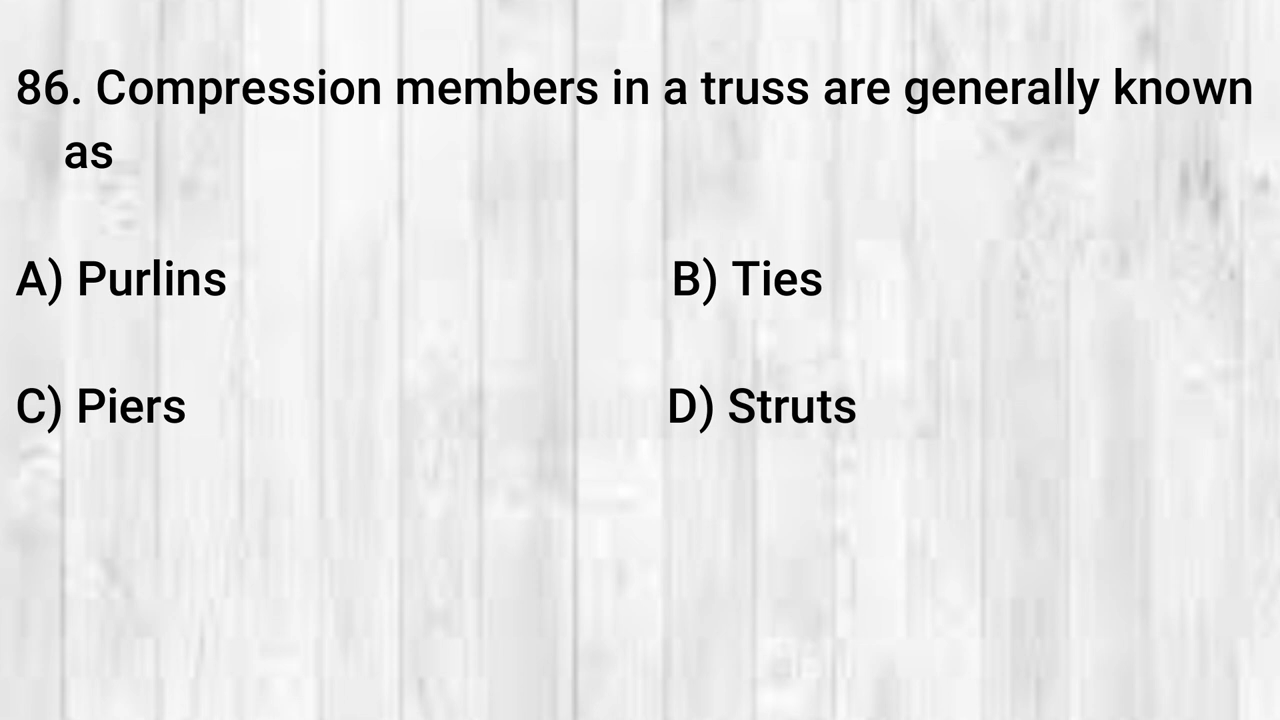 86. Compression members in a truss are generally known
as
A) Purlins B) Ties
C) Piers D) Struts